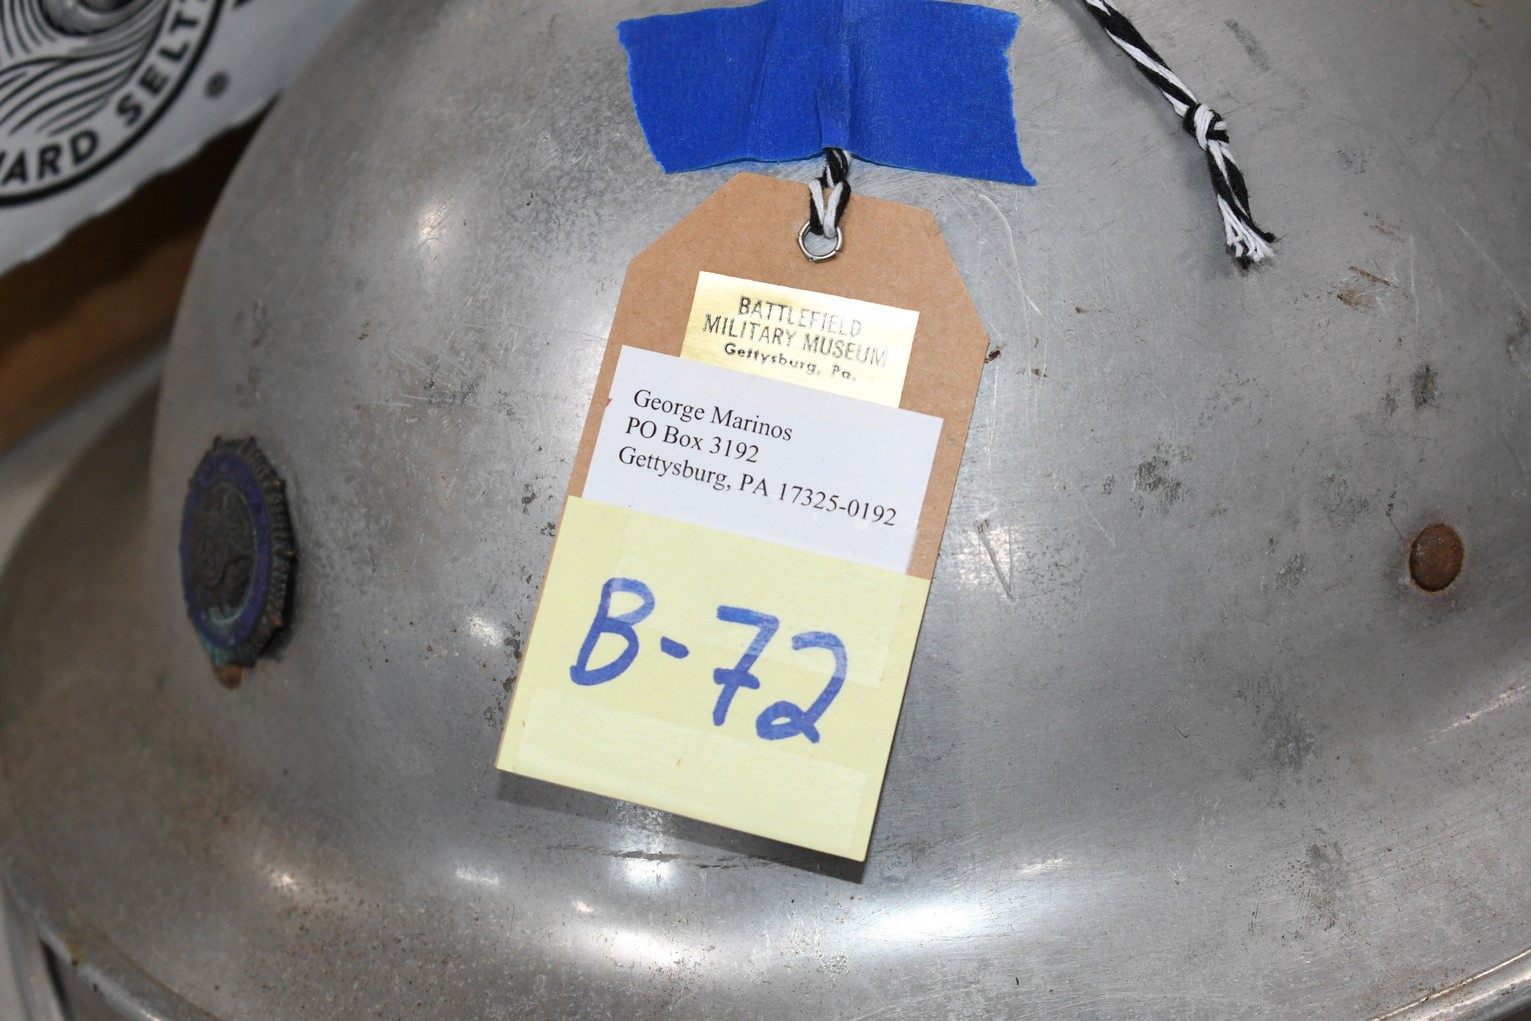 ARD SELT
®
BATTLEFIELD
MILITARY MUSEUM
Gettysburg, Pa.
George Marinos
PO Box 3192
Gettysburg, PA 17325-0192
B-72